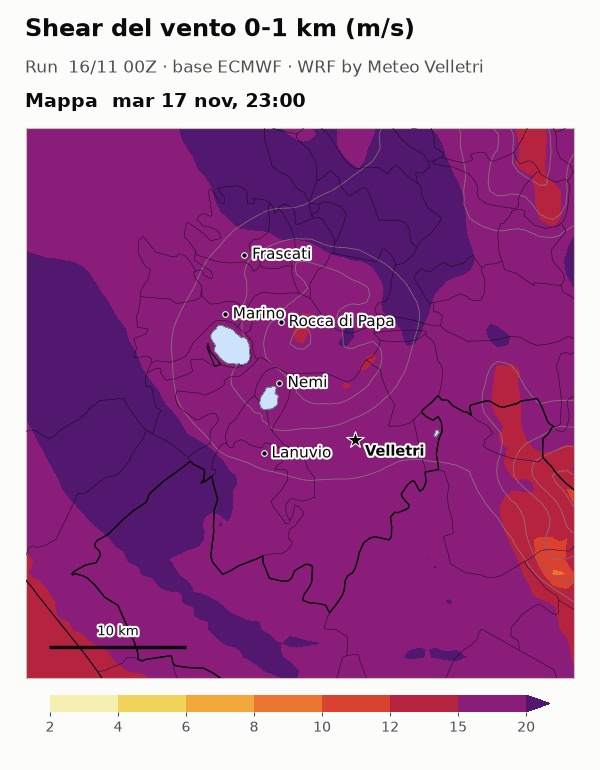 Shear del vento 0-1 km (m/s)
Run  16/11 00Z · base ECMWF · WRF by Meteo Velletri
Mappa  mar 17 nov, 23:00
Frascati
Marino
Rocca di Papa
Nemi
Velletri
Lanuvio
10 km
2 4 6 8 10 12 15 20